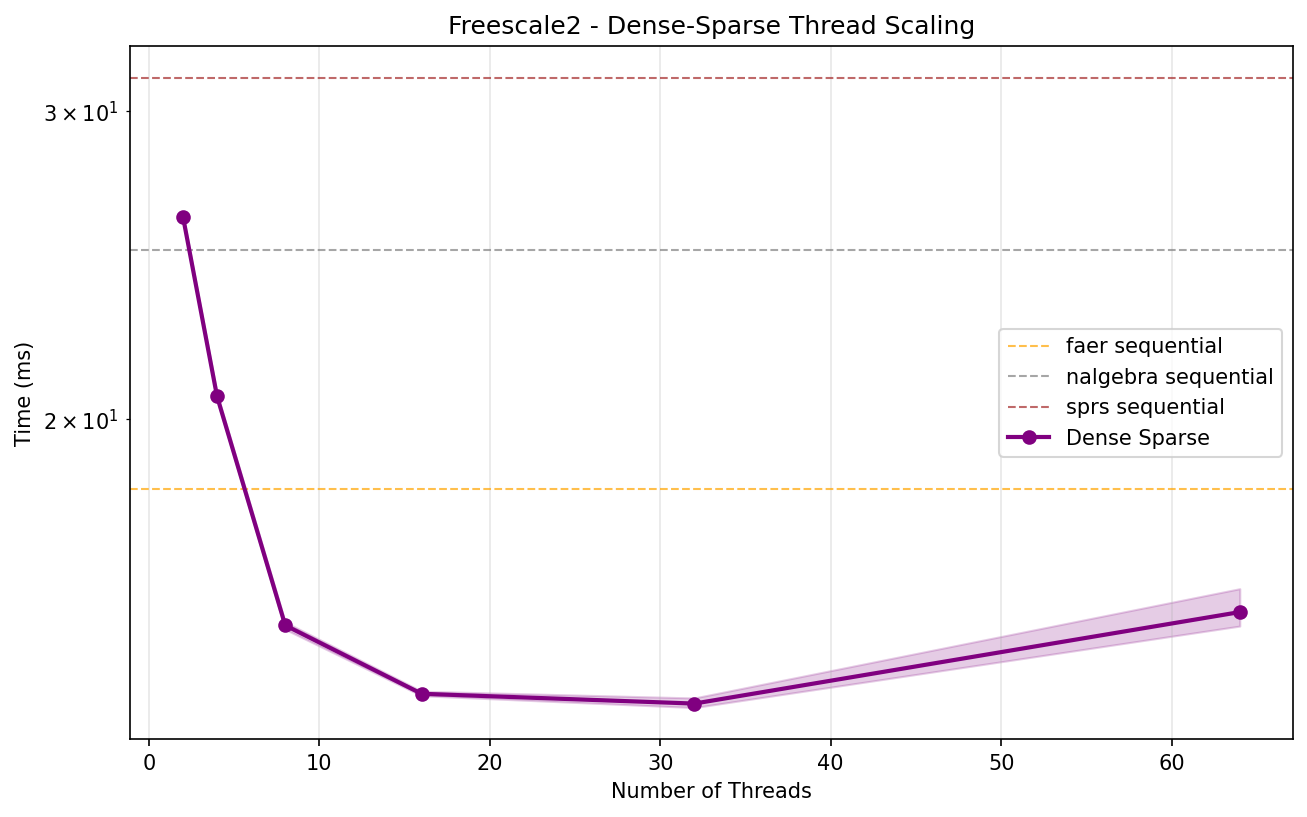 Freescale2 - Dense-Sparse Thread Scaling
3 × 10¹
2 × 10¹
Time (ms)
faer sequential
nalgebra sequential
sprs sequential
Dense Sparse
0 10 20 30 40 50 60
Number of Threads